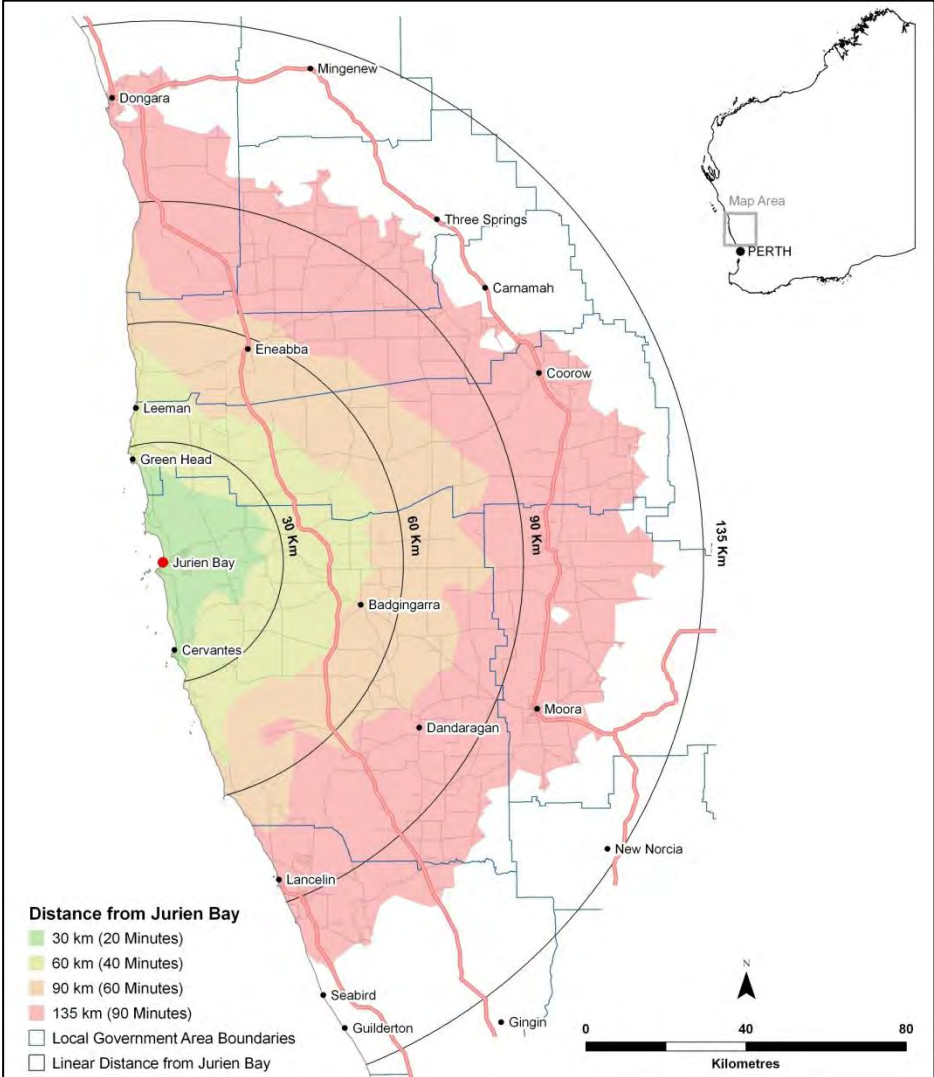 Mingenew
Dongara
Three Springs
Map Area
PERTH
Carnamah
Eneabba
Coorow
Leeman
Green Head
30 Km
60 Km
90 Km
135 Km
Jurien Bay
Badgingarra
Cervantes
Moora
Dandaragan
New Norcia
Lancelin
Distance from Jurien Bay
30 km (20 Minutes)
60 km (40 Minutes)
90 km (60 Minutes)
135 km (90 Minutes)
Local Government Area Boundaries
Linear Distance from Jurien Bay
Seabird
Guilderton
Gingin
N
0 40 80
Kilometres